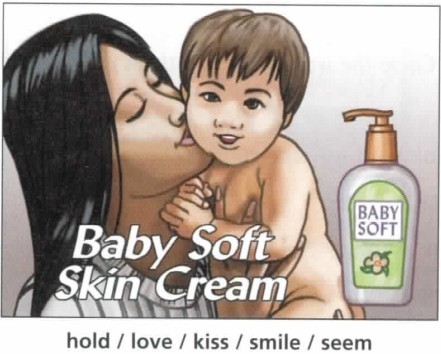 BABY
SOFT
Baby Soft
Skin Cream
hold / love / kiss / smile / seem